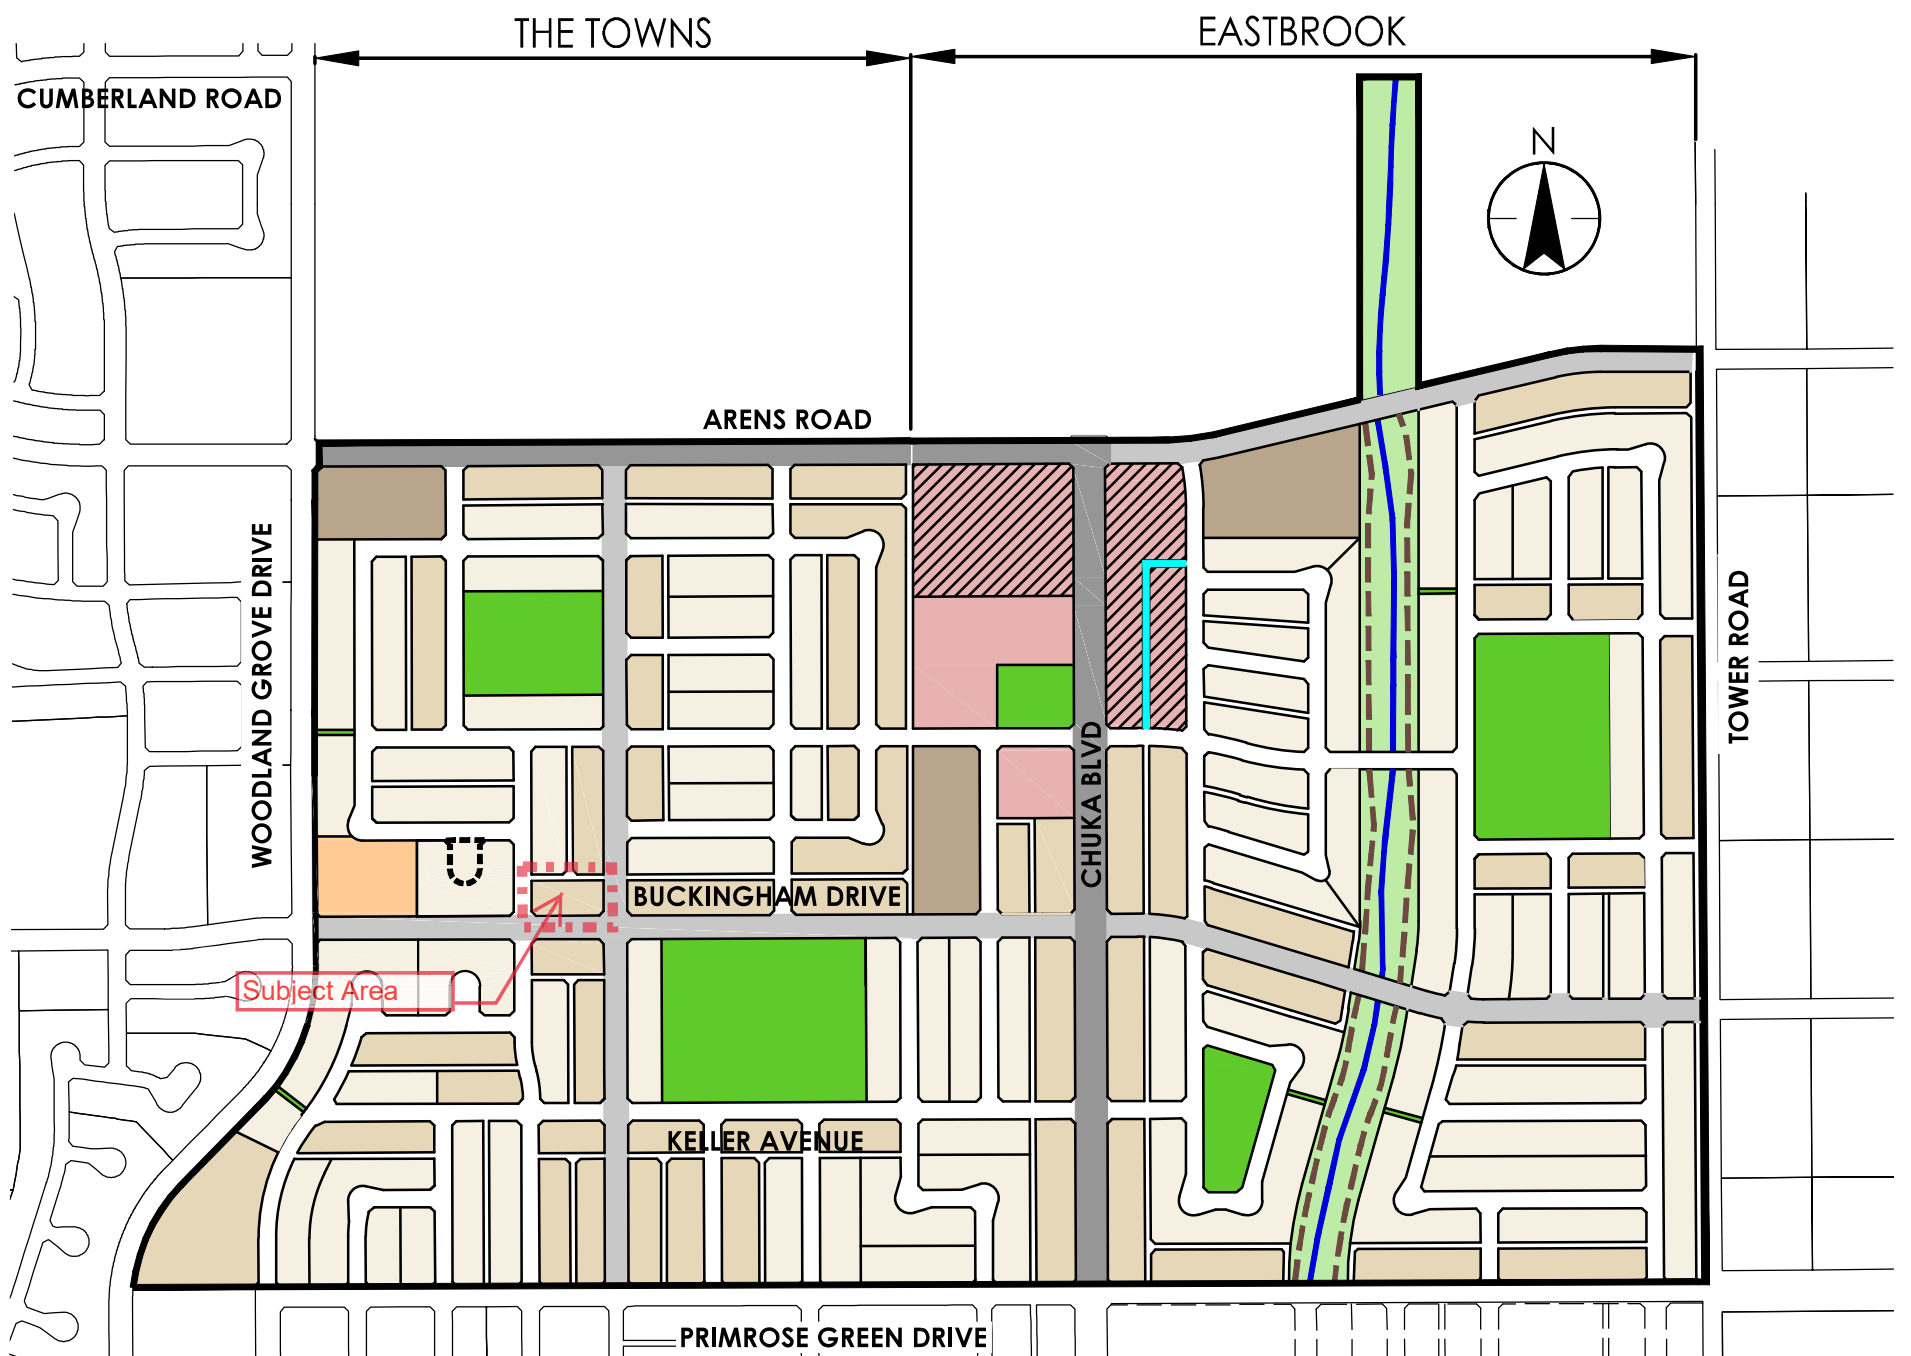 THE TOWNS
EASTBROOK
CUMBERLAND ROAD
N
ARENS ROAD
WOODLAND GROVE DRIVE
TOWER ROAD
CHUKA BLVD
BUCKINGHAM DRIVE
Subject Area
KELLER AVENUE
PRIMROSE GREEN DRIVE